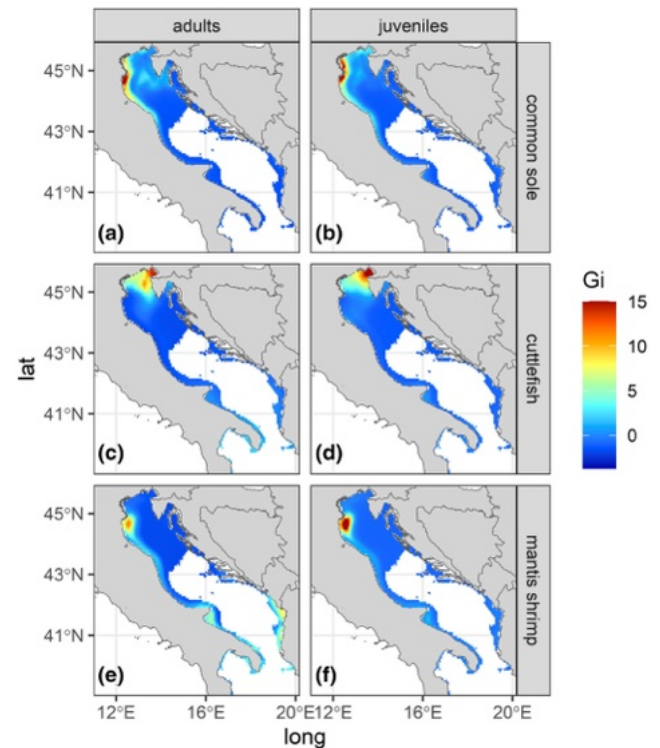 adults juveniles
45°N
43°N
41°N
(a) (b)
common sole
45°N
43°N
41°N
(c) (d)
cuttlefish
45°N
43°N
41°N
(e) (f)
mantis shrimp
12°E 16°E 20°E 12°E 16°E 20°E
long
lat
Gi
15
10
5
0